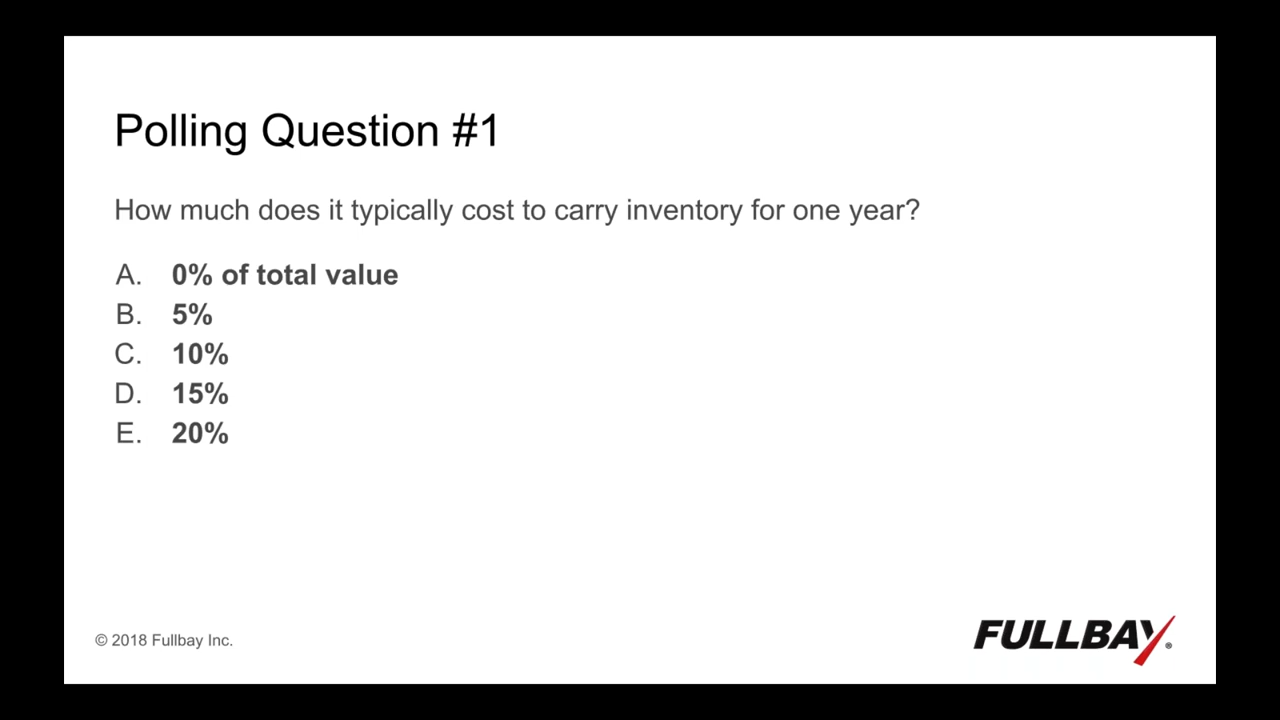 Polling Question #1
How much does it typically cost to carry inventory for one year?
A. 0% of total value
B. 5%
C. 10%
D. 15%
E. 20%
© 2018 Fullbay Inc.
FULLBAY®